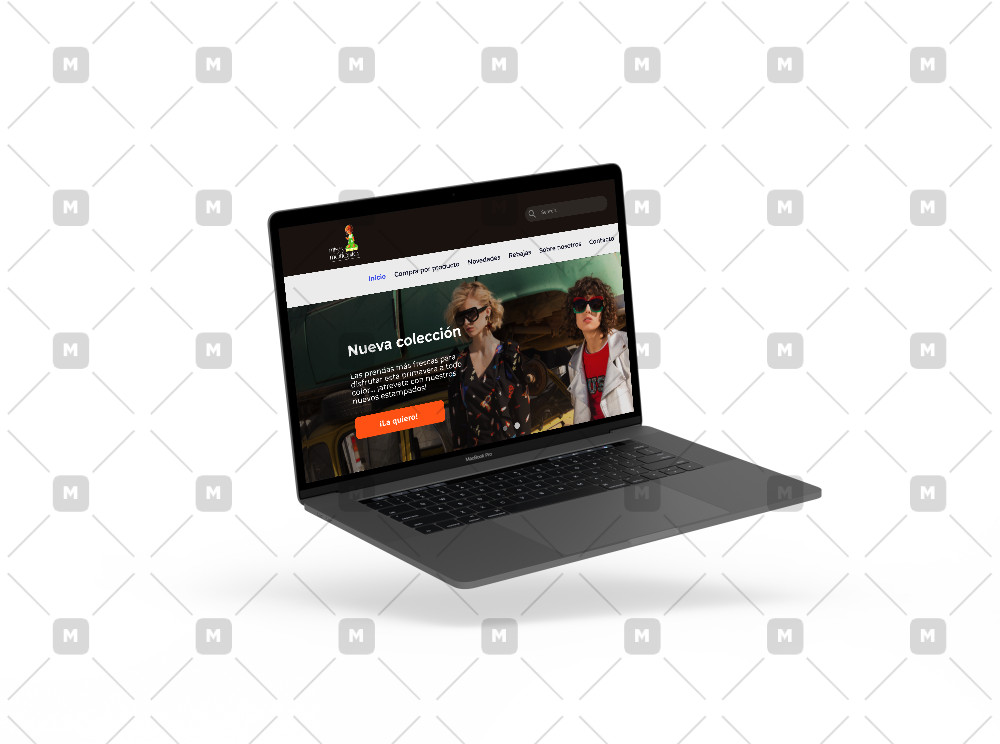 Search
Inicio Compra por producto Novedades Rebajas Sobre nosotros Contacto
Nueva colección
Las prendas más frescas para
disfrutar esta primavera a todo
color... ¡atrévete con nuestros
nuevos estampados!
¡La quiero!
MacBook Pro